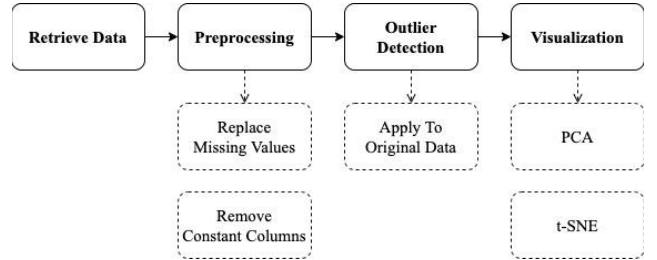 Retrieve Data
Preprocessing
Outlier
Detection
Visualization
Replace
Missing Values
Apply To
Original Data
PCA
Remove
Constant Columns
t-SNE